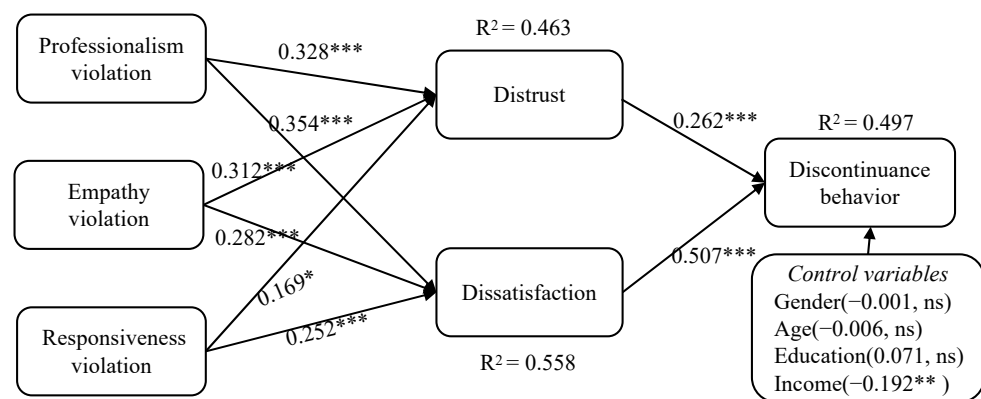 Professionalism
violation
Empathy
violation
Responsiveness
violation
0.328***
0.354***
0.312***
0.282***
0.169*
0.252***
R² = 0.463
Distrust
Dissatisfaction
R² = 0.558
0.262***
0.507***
R² = 0.497
Discontinuance
behavior
Control variables
Gender(−0.001, ns)
Age(−0.006, ns)
Education(0.071, ns)
Income(−0.192** )